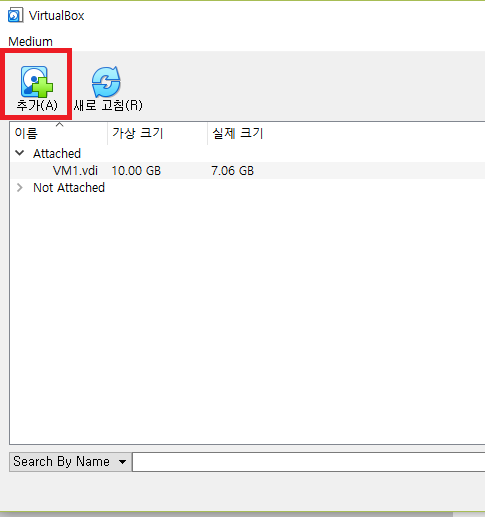 VirtualBox
Medium
추가(A) 새로 고침(R)
이름 가상 크기 실제 크기
Attached
VM1.vdi 10.00 GB 7.06 GB
Not Attached
Search By Name